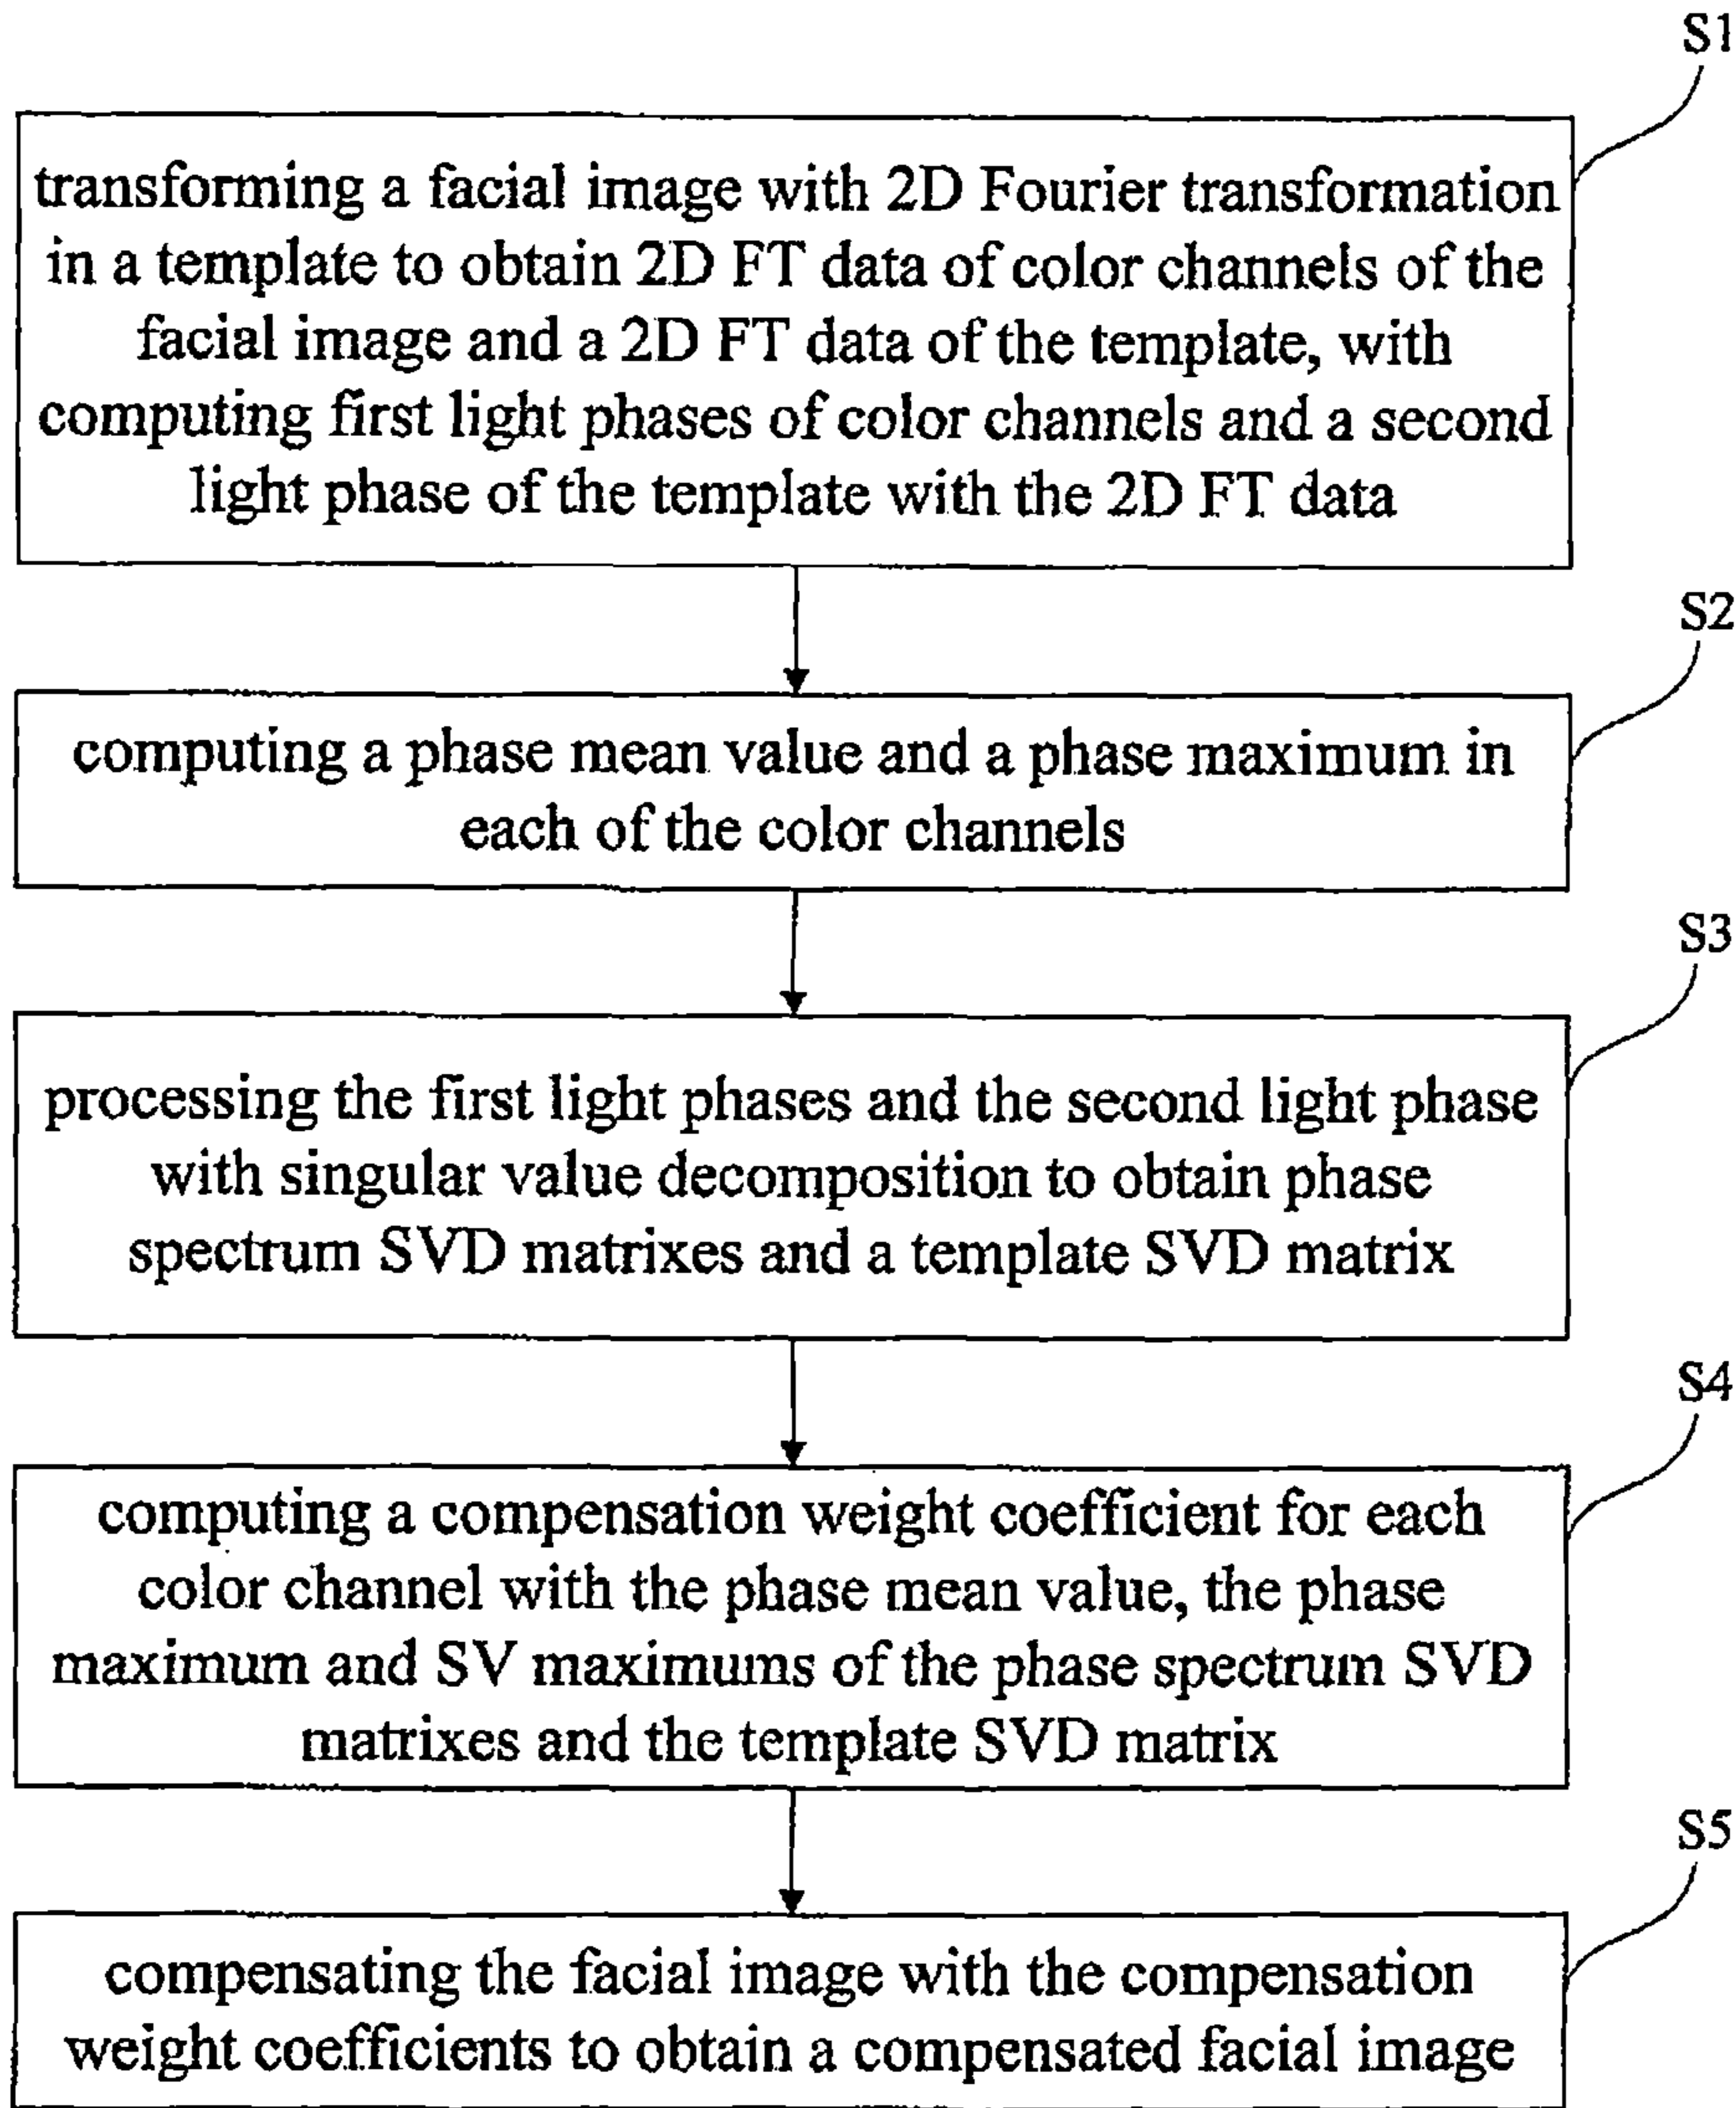 S1
transforming a facial image with 2D Fourier transformation
in a template to obtain 2D FT data of color channels of the
facial image and a 2D FT data of the template, with
computing first light phases of color channels and a second
light phase of the template with the 2D FT data
S2
computing a phase mean value and a phase maximum in
each of the color channels
S3
processing the first light phases and the second light phase
with singular value decomposition to obtain phase
spectrum SVD matrixes and a template SVD matrix
S4
computing a compensation weight coefficient for each
color channel with the phase mean value, the phase
maximum and SV maximums of the phase spectrum SVD
matrixes and the template SVD matrix
S5
compensating the facial image with the compensation
weight coefficients to obtain a compensated facial image